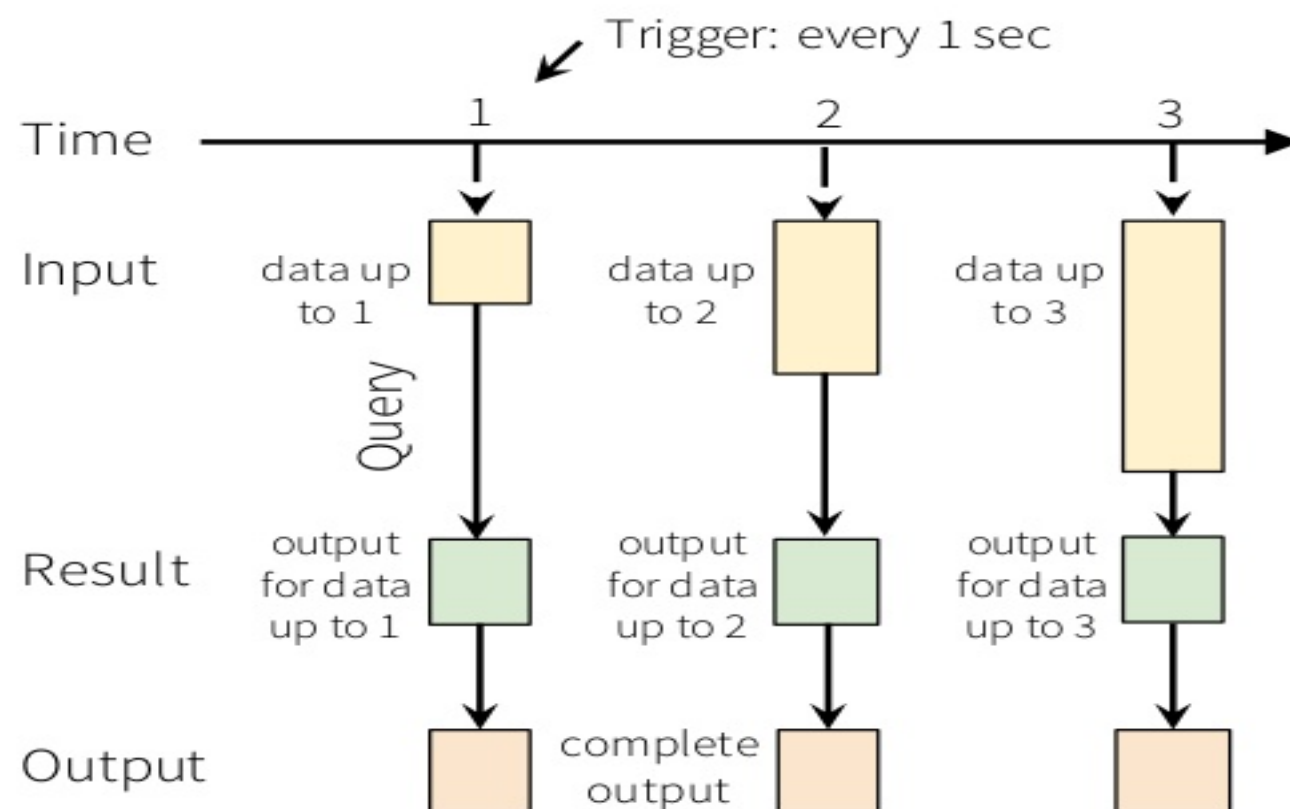 Trigger: every 1 sec
1
2
3
Time
Input
data up
to 1
data up
to 2
data up
to 3
Query
Result
output
for data
up to 1
output
for data
up to 2
output
for data
up to 3
Output
complete
output